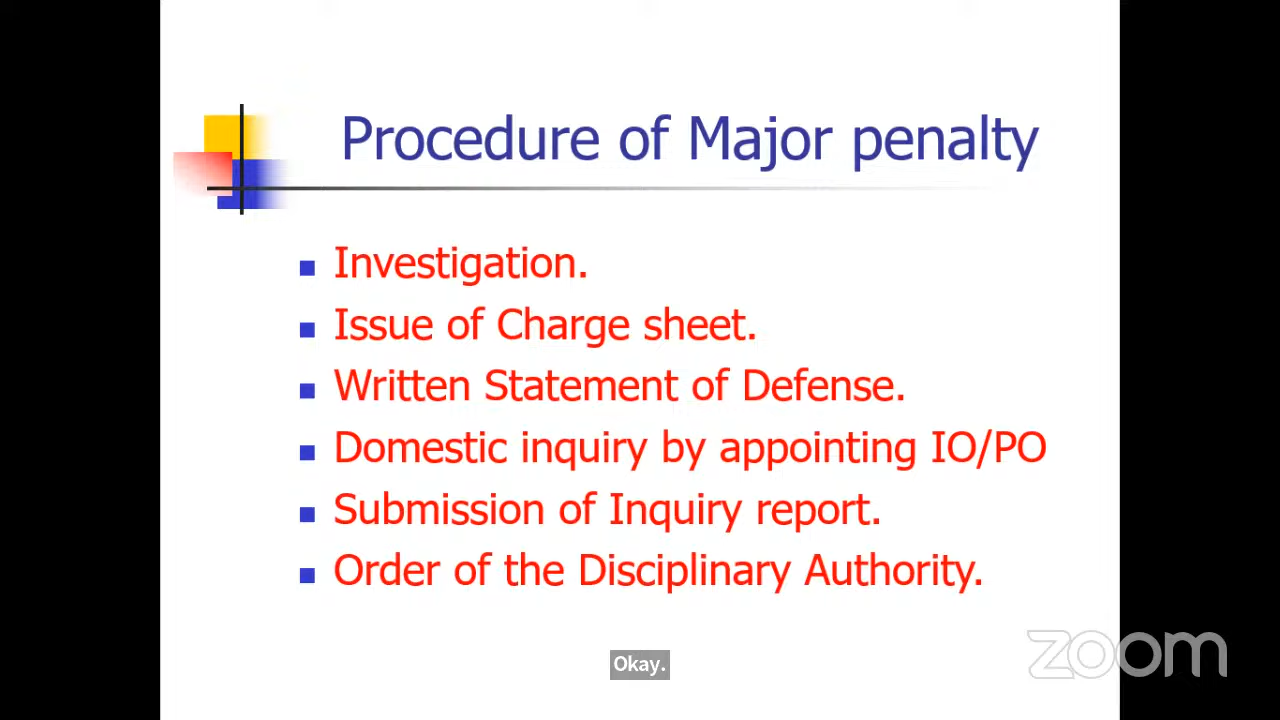 Procedure of Major penalty
Investigation.
Issue of Charge sheet.
Written Statement of Defense.
Domestic inquiry by appointing IO/PO
Submission of Inquiry report.
Order of the Disciplinary Authority.
zoom
Okay.